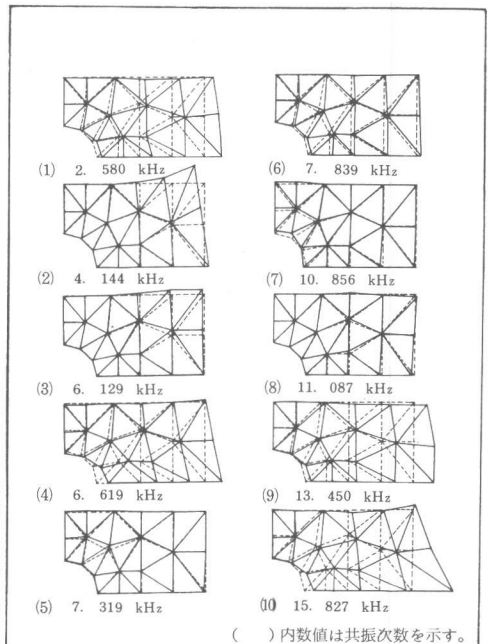 (1) 2. 580 kHz
(2) 4. 144 kHz
(3) 6. 129 kHz
(4) 6. 619 kHz
(5) 7. 319 kHz
(6) 7. 839 kHz
(7) 10. 856 kHz
(8) 11. 087 kHz
(9) 13. 450 kHz
(10) 15. 827 kHz
( )内数値は共振次数を示す。